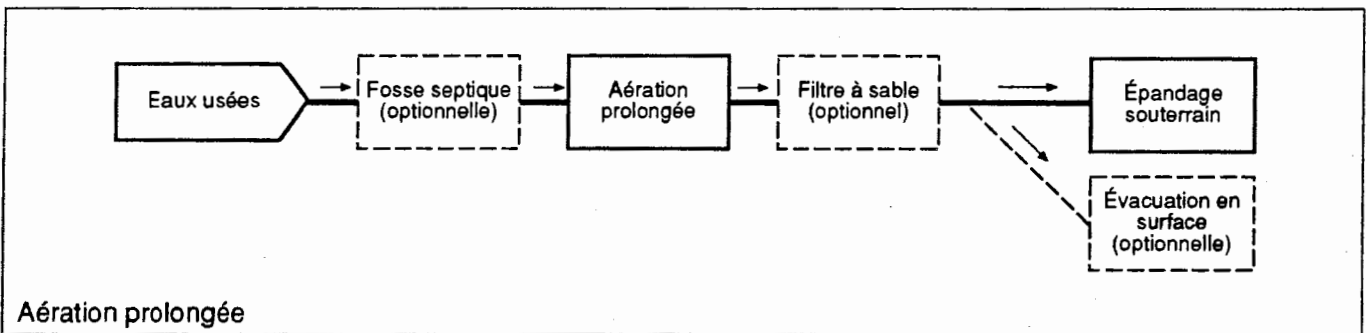 Eaux usées
Fosse septique
(optionnelle)
Aération
prolongée
Filtre à sable
(optionnel)
Épandage
souterrain
Évacuation en
surface
(optionnelle)
Aération prolongée